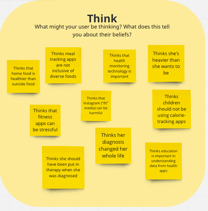 Think
What might your user be thinking? What does this tell
you about their beliefs?
Thinks that
home food is
healthier than
outside food
Thinks meal
tracking apps
are not
inclusive of
diverse foods
Thinks that
health
monitoring
technology is
important
Thinks she's
heavier than
she wants to
be
Thinks that
fitness apps
can be
stressful
Thinks that
Instagram
media) can be
harmful
Thinks
children
should not be
using calorie-
tracking apps
Thinks she should
have been put in
therapy when she
was diagnosed
Thinks her
diagnosis
changed her
whole life
Thinks education
is important in
understanding
data from health
apps